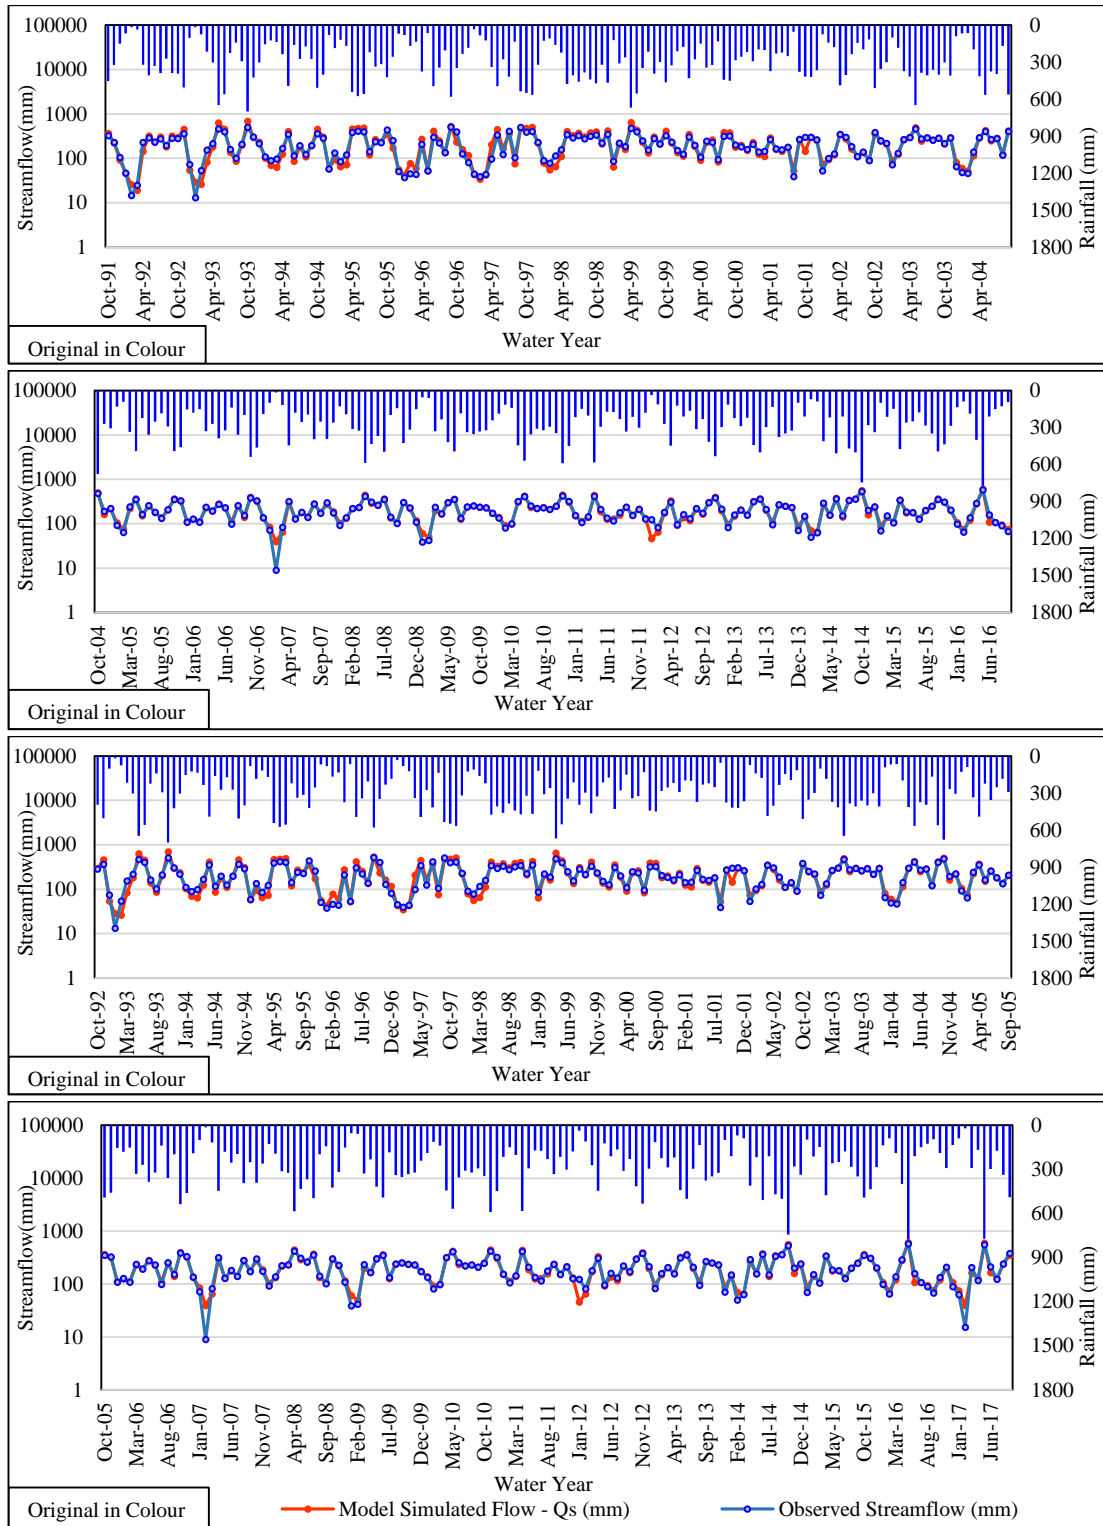 100000
10000
1000
100
10
1
Streamflow(mm)
0
300
600
900
1200
1500
1800
Rainfall (mm)
Oct-91
Apr-92
Oct-92
Apr-93
Oct-93
Apr-94
Oct-94
Apr-95
Oct-95
Apr-96
Oct-96
Apr-97
Oct-97
Apr-98
Oct-98
Apr-99
Oct-99
Apr-00
Oct-00
Apr-01
Oct-01
Apr-02
Oct-02
Apr-03
Oct-03
Apr-04
Water Year
Original in Colour
100000
10000
1000
100
10
1
Streamflow(mm)
0
300
600
900
1200
1500
1800
Rainfall (mm)
Oct-04
Mar-05
Aug-05
Jan-06
Jun-06
Nov-06
Apr-07
Sep-07
Feb-08
Jul-08
Dec-08
May-09
Oct-09
Mar-10
Aug-10
Jan-11
Jun-11
Nov-11
Apr-12
Sep-12
Feb-13
Jul-13
Dec-13
May-14
Oct-14
Mar-15
Aug-15
Jan-16
Jun-16
Water Year
Original in Colour
100000
10000
1000
100
10
1
Streamflow(mm)
0
300
600
900
1200
1500
1800
Rainfall (mm)
Oct-92
Mar-93
Aug-93
Jan-94
Jun-94
Nov-94
Apr-95
Sep-95
Feb-96
Jul-96
Dec-96
May-97
Oct-97
Mar-98
Aug-98
Jan-99
Jun-99
Nov-99
Apr-00
Sep-00
Feb-01
Jul-01
Dec-01
May-02
Oct-02
Mar-03
Aug-03
Jan-04
Jun-04
Nov-04
Apr-05
Sep-05
Water Year
Original in Colour
100000
10000
1000
100
10
1
Streamflow(mm)
0
300
600
900
1200
1500
1800
Rainfall (mm)
Oct-05
Mar-06
Aug-06
Jan-07
Jun-07
Nov-07
Apr-08
Sep-08
Feb-09
Jul-09
Dec-09
May-10
Oct-10
Mar-11
Aug-11
Jan-12
Jun-12
Nov-12
Apr-13
Sep-13
Feb-14
Jul-14
Dec-14
May-15
Oct-15
Mar-16
Aug-16
Jan-17
Jun-17
Water Year
Original in Colour
Model Simulated Flow - Qs (mm)
Observed Streamflow (mm)